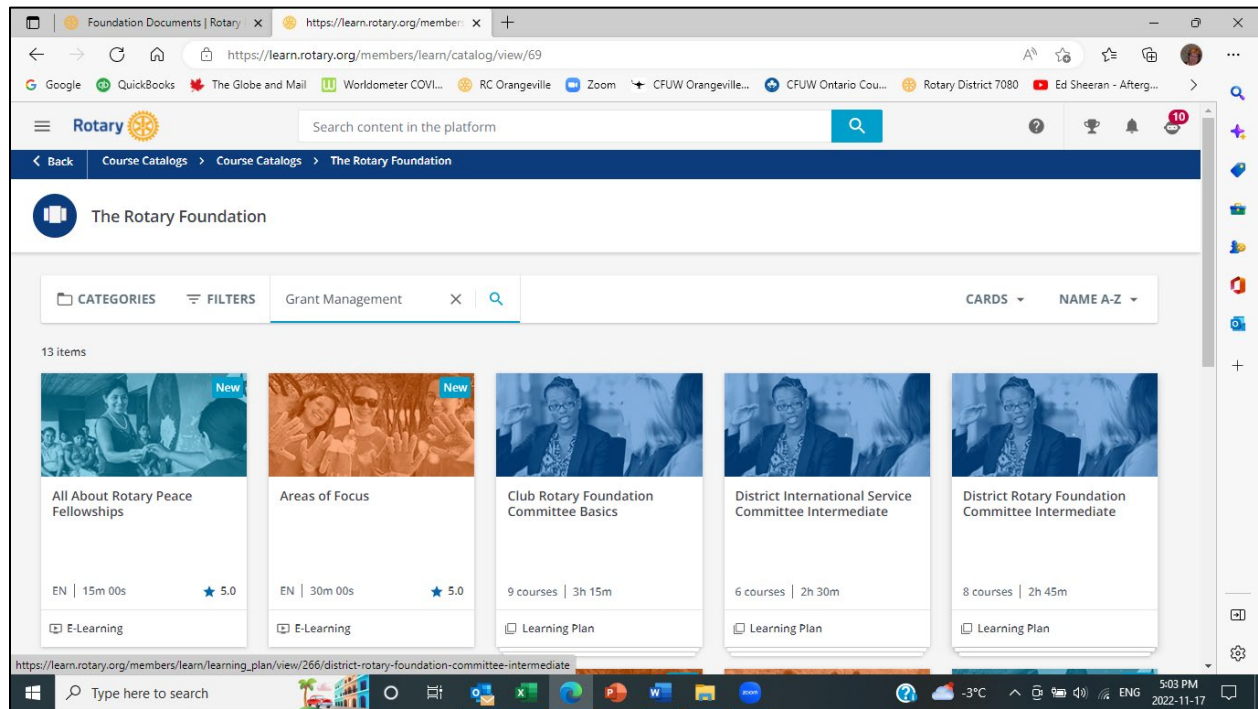 Foundation Documents | Rotary
https://learn.rotary.org/member
https://learn.rotary.org/members/learn/catalog/view/69
Google QuickBooks The Globe and Mail Worldometer COVI... RC Orangeville Zoom CFUW Orangeville... CFUW Ontario Cou... Rotary District 7080 Ed Sheeran - Afterg...
Rotary
Search content in the platform
10
Back Course Catalogs > Course Catalogs > The Rotary Foundation
The Rotary Foundation
CATEGORIES FILTERS Grant Management CARDS NAME A-Z
13 items
New
New
All About Rotary Peace
Fellowships
EN | 15m 00s 5.0
E-Learning
Areas of Focus
EN | 30m 00s 5.0
E-Learning
Club Rotary Foundation
Committee Basics
9 courses | 3h 15m
Learning Plan
District International Service
Committee Intermediate
6 courses | 2h 30m
Learning Plan
District Rotary Foundation
Committee Intermediate
8 courses | 2h 45m
Learning Plan
https://learn.rotary.org/members/learn/learning_plan/view/266/district-rotary-foundation-committee-intermediate
Type here to search
-3°C
ENG
5:03 PM
2022-11-17